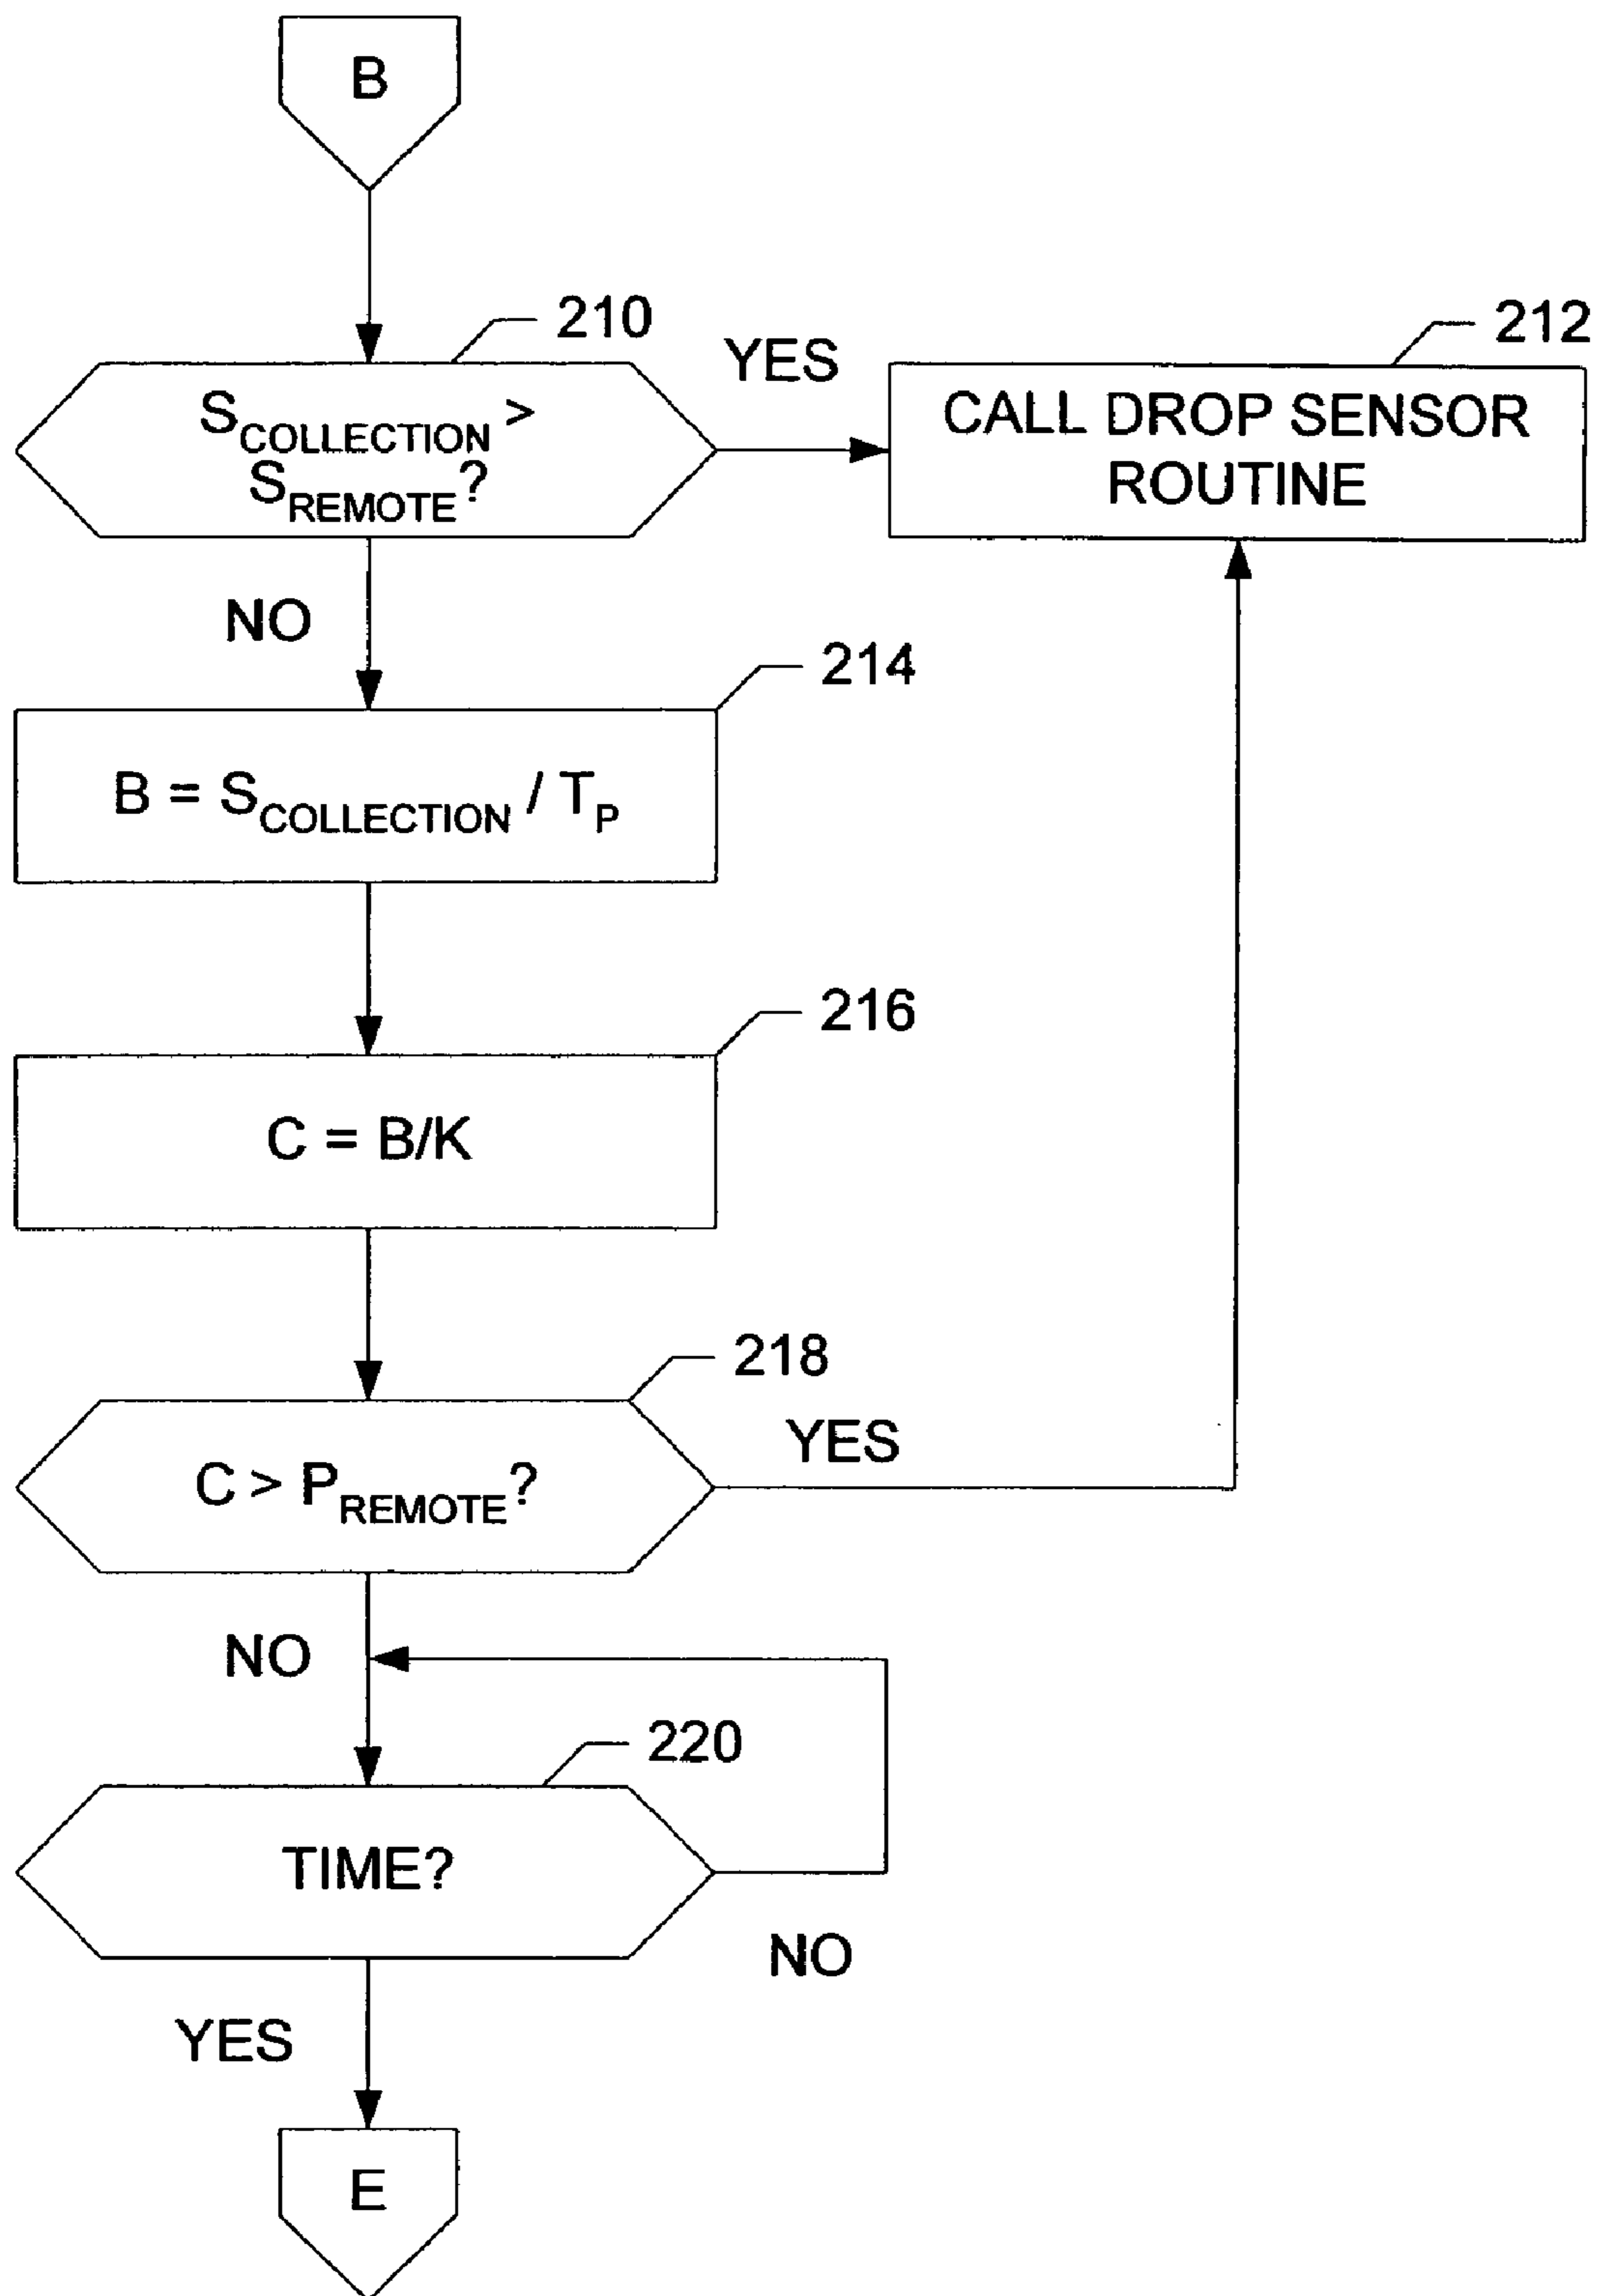 B
210
S_COLLECTION >
S_REMOTE?
YES
212
CALL DROP SENSOR
ROUTINE
NO
214
B = S_COLLECTION / T_P
216
C = B/K
218
C > P_REMOTE?
YES
NO
220
TIME?
NO
YES
E